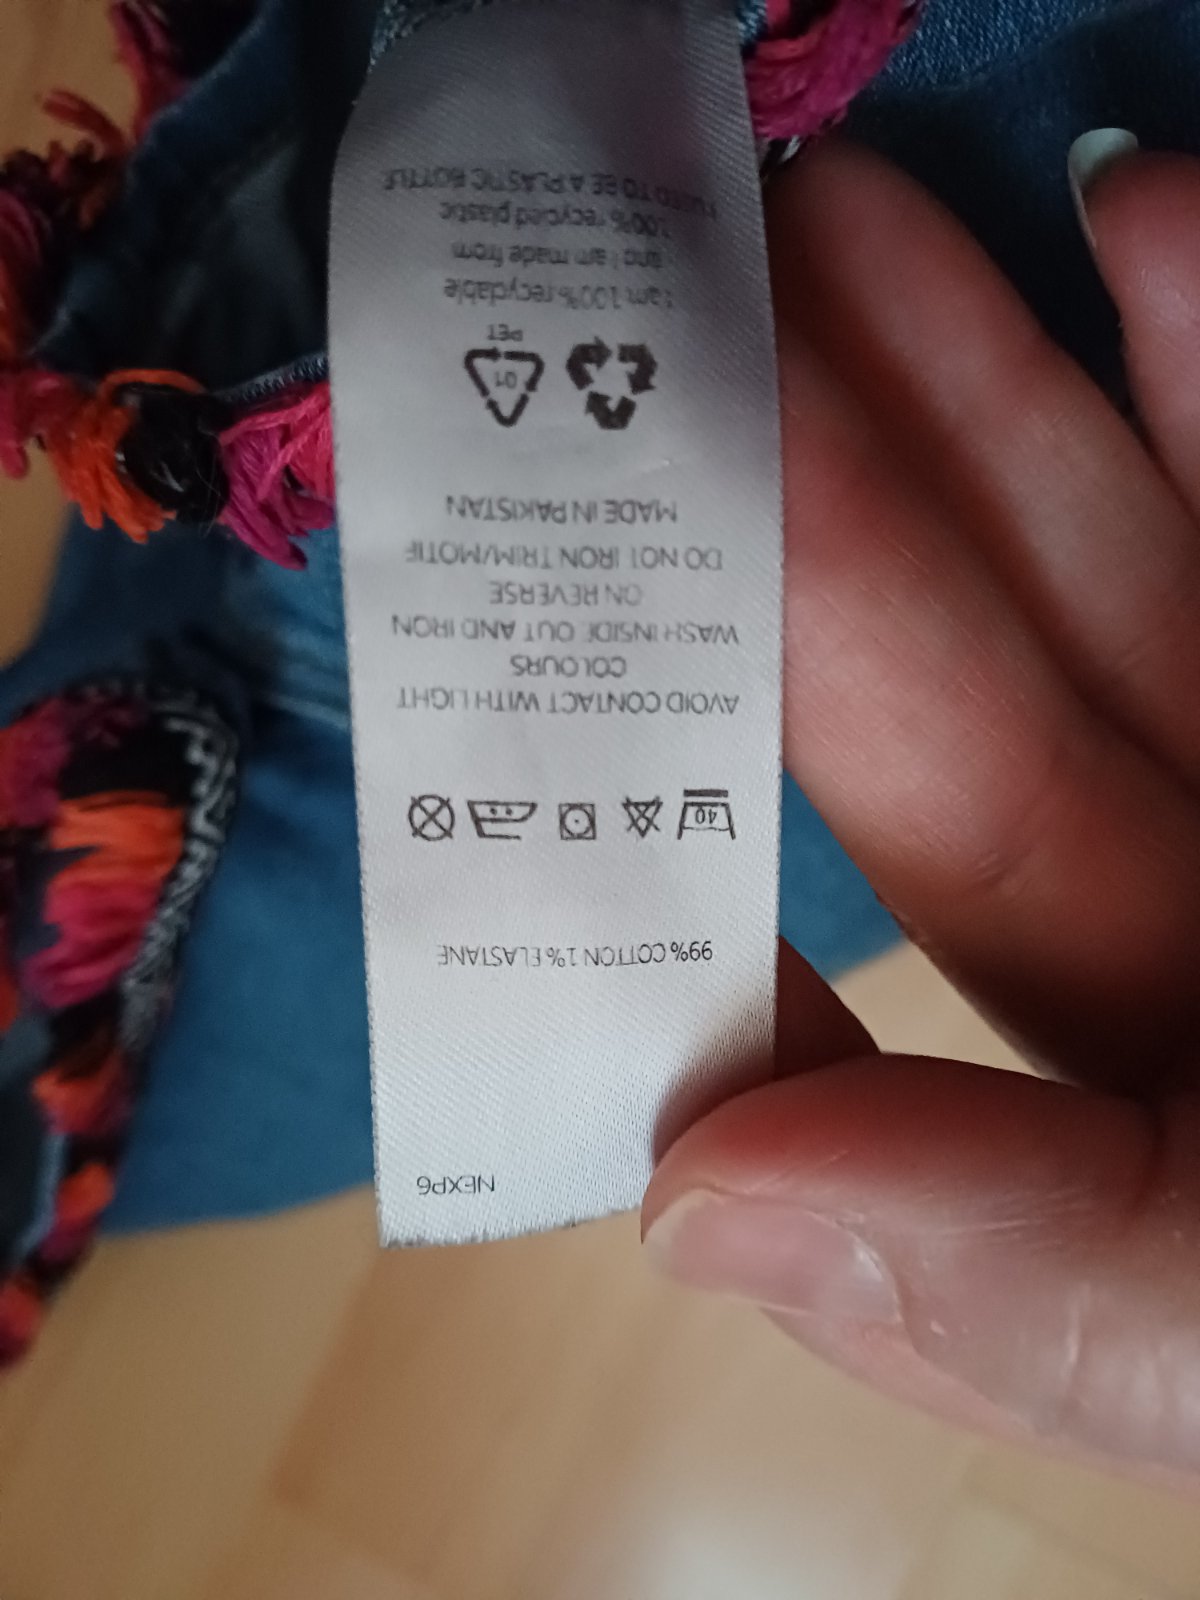 NEXP6
99% COTTON 1% ELASTANE
40
AVOID CONTACT WITH LIGHT
COLOURS
WASH INSIDE OUT AND IRON
ON REVERSE
DO NOT IRON TRIM/MOTIF
MADE IN PAKISTAN
01
PET
I am 100% recyclable
and I am made from
100% recycled plastic
I USED TO BE A PLASTIC BOTTLE